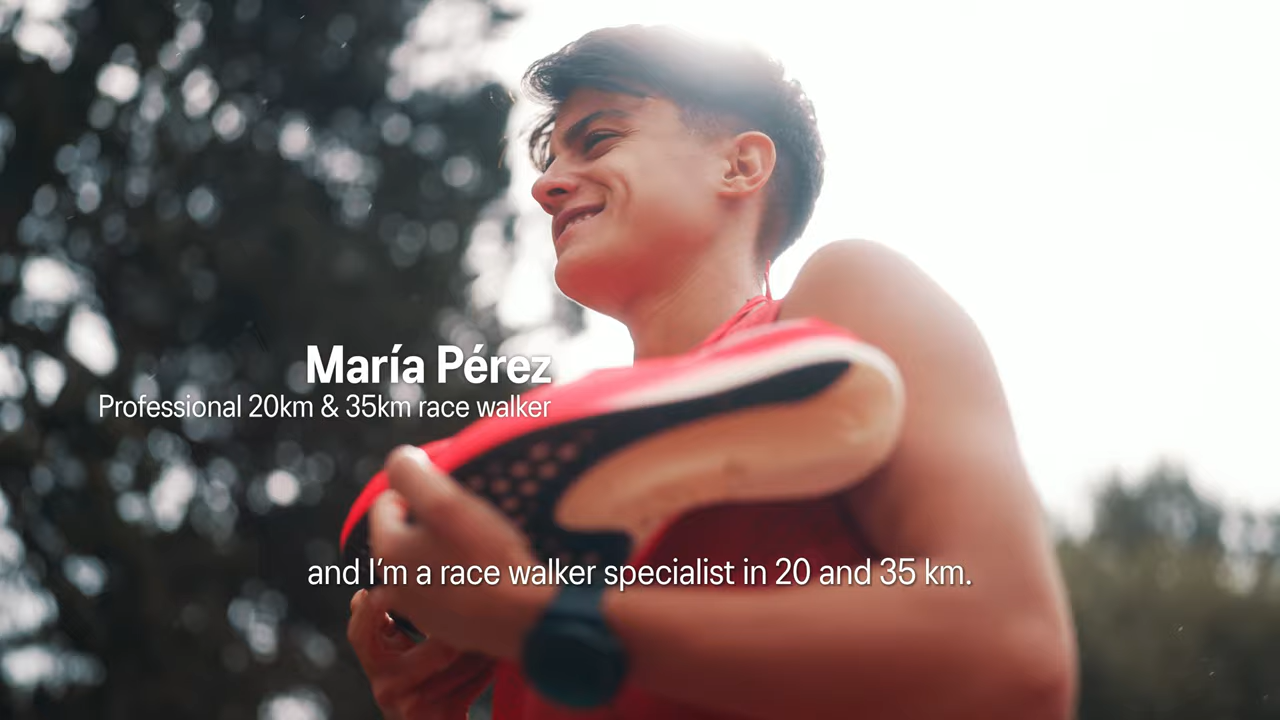 María Pérez
Professional 20km & 35km race walker
and I'm a race walker specialist in 20 and 35 km.